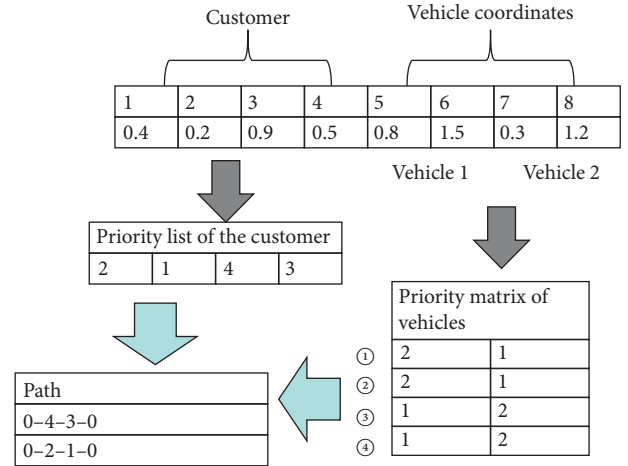 Customer Vehicle coordinates
1 2 3 4 5 6 7 8
0.4 0.2 0.9 0.5 0.8 1.5 0.3 1.2
Vehicle 1 Vehicle 2
Priority list of the customer
2 1 4 3
Priority matrix of
vehicles
① 2 1
② 2 1
③ 1 2
④ 1 2
Path
0–4–3–0
0–2–1–0